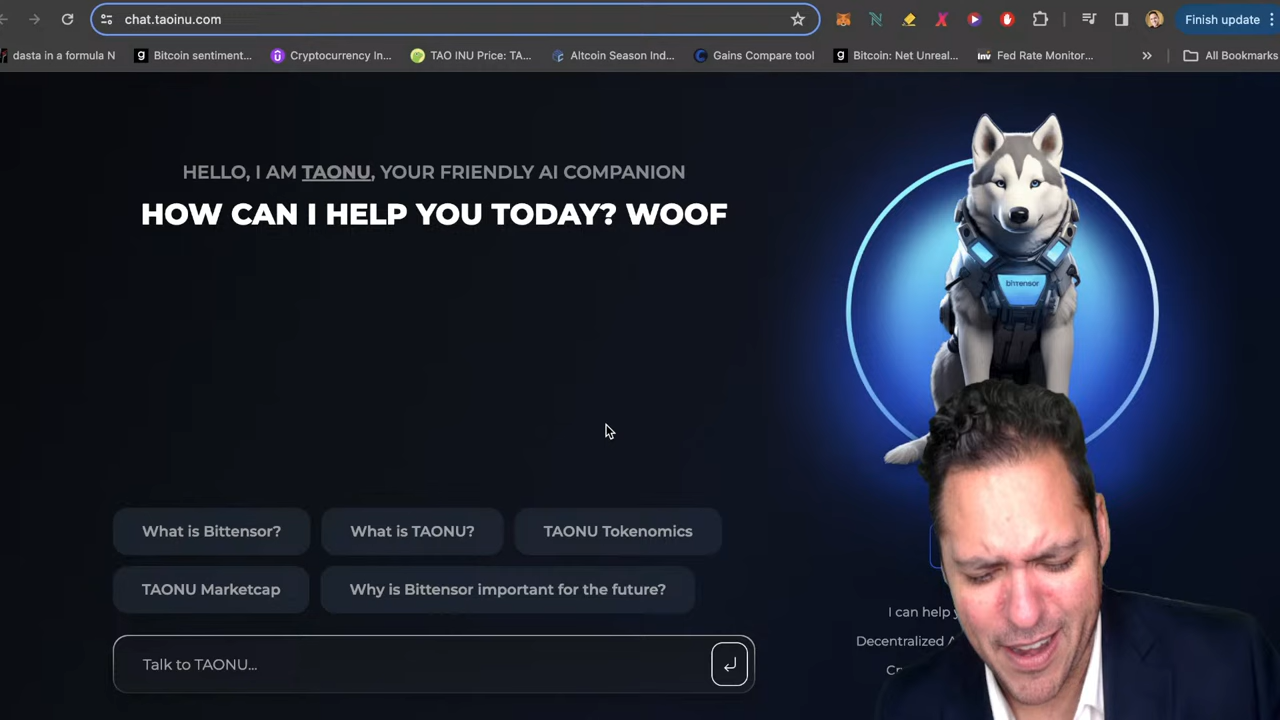 chat.taoinu.com
Finish update
dasta in a formula N
Bitcoin sentiment...
Cryptocurrency In...
TAO INU Price: TA...
Altcoin Season Ind...
Gains Compare tool
Bitcoin: Net Unreal...
Fed Rate Monitor...
All Bookmarks
HELLO, I AM TAONU, YOUR FRIENDLY AI COMPANION
HOW CAN I HELP YOU TODAY? WOOF
bittensor
What is Bittensor?
What is TAONU?
TAONU Tokenomics
TAONU Marketcap
Why is Bittensor important for the future?
I can help
Decentralized
Talk to TAONU...